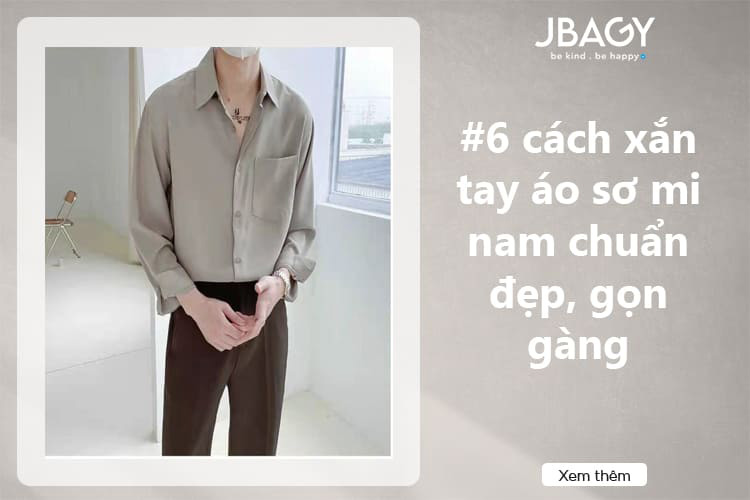 JBAGY
be kind . be happy
#6 cách xắn
tay áo sơ mi
nam chuẩn
đẹp, gọn
gàng
Xem thêm